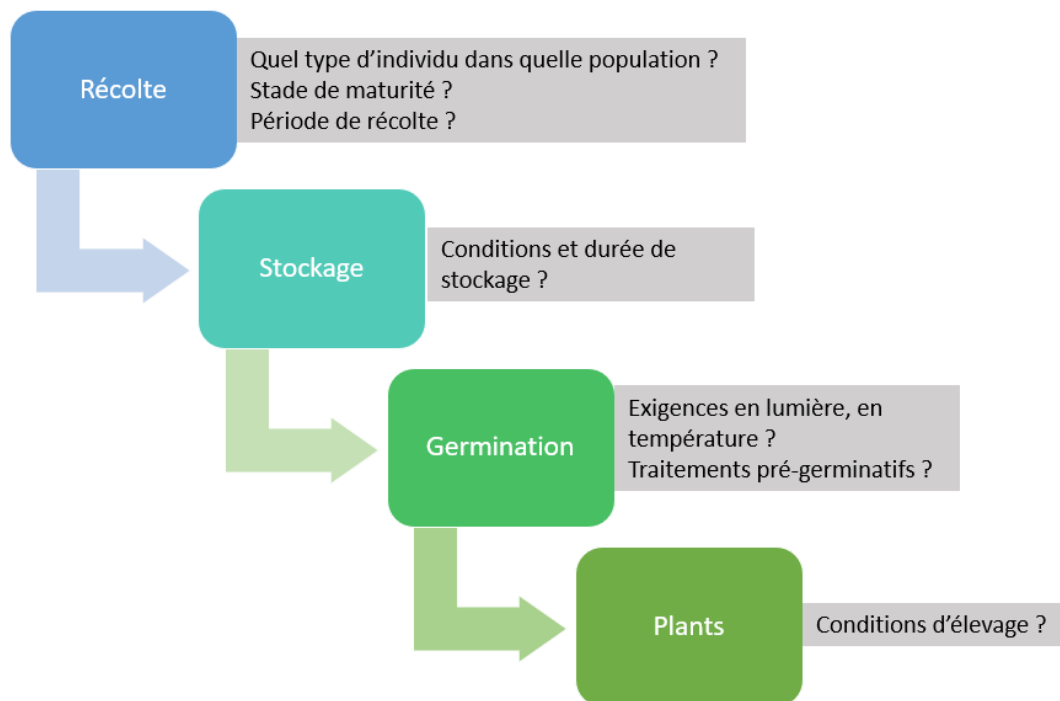 Récolte
Quel type d'individu dans quelle population ?
Stade de maturité ?
Période de récolte ?
Stockage
Conditions et durée de
stockage ?
Germination
Exigences en lumière, en
température ?
Traitements pré-germinatifs ?
Plants
Conditions d'élevage ?